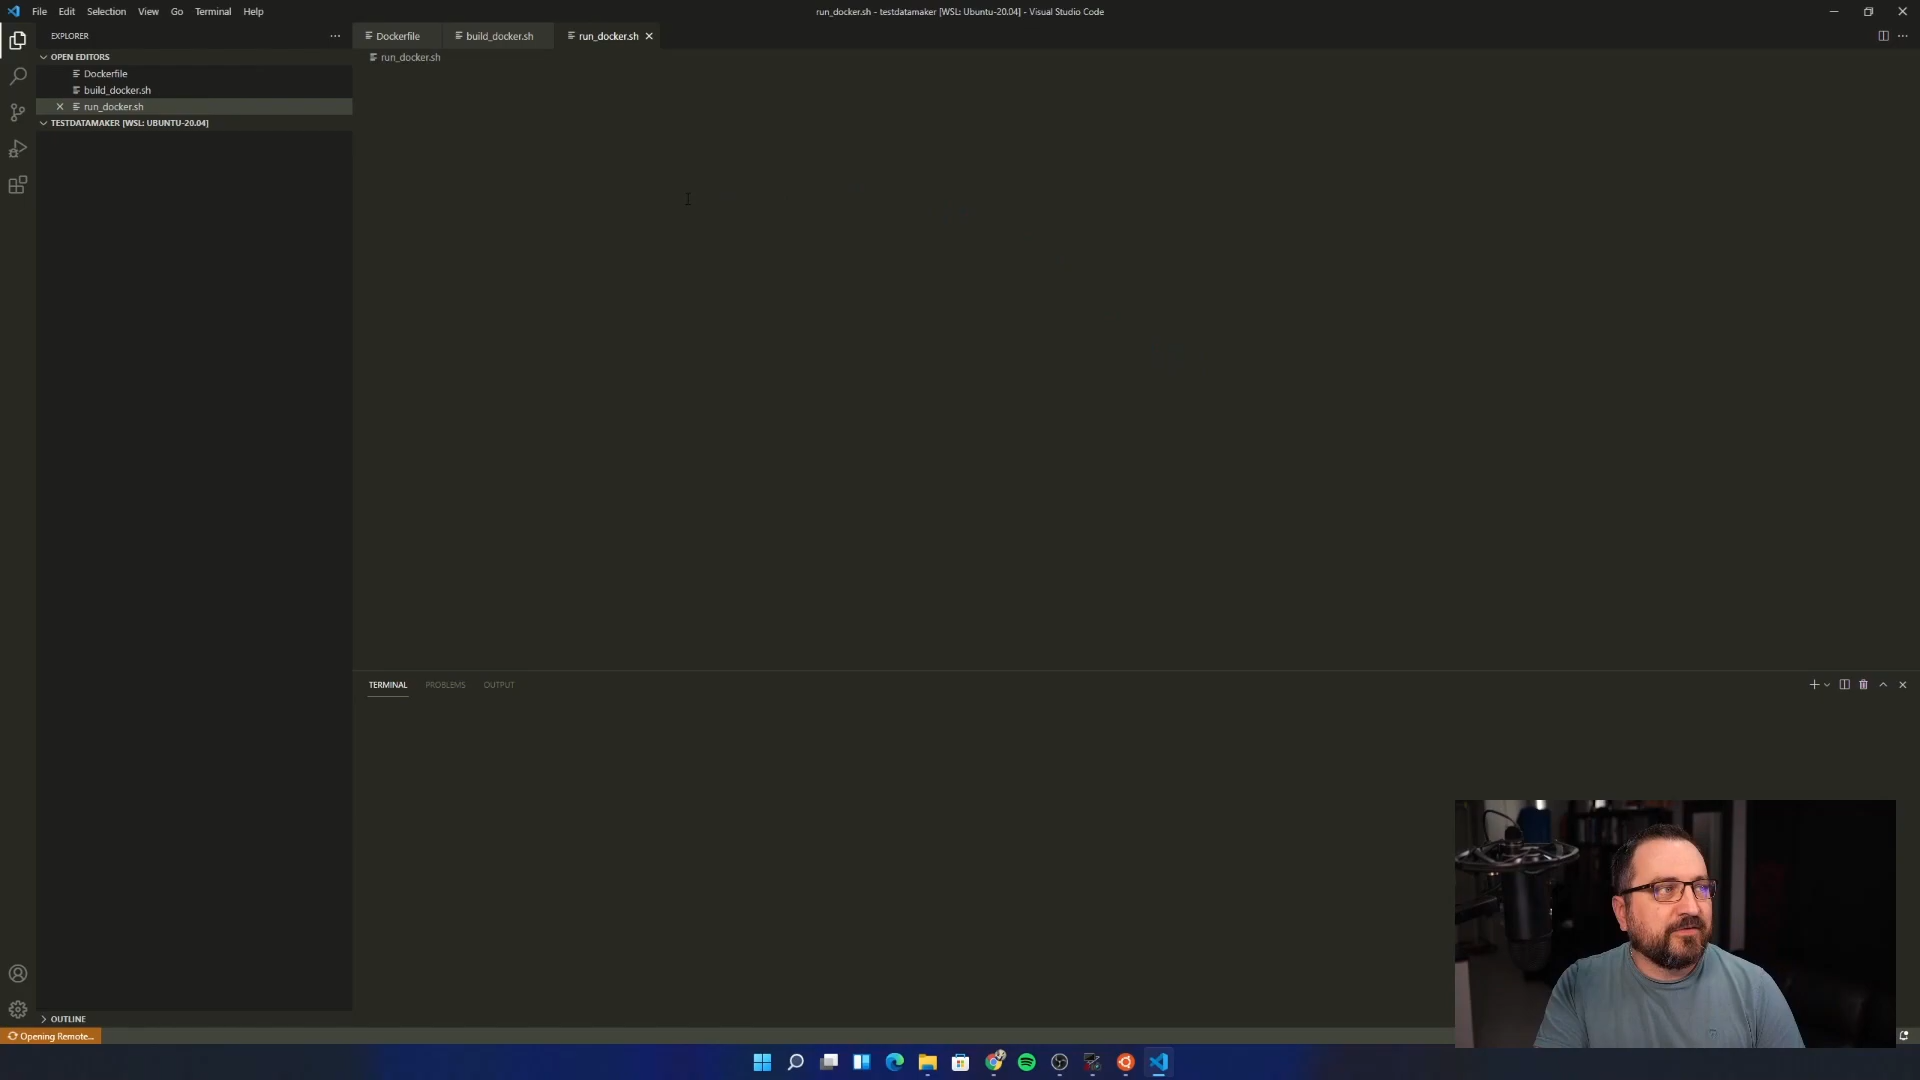 File Edit Selection View Go Terminal Help
run_docker.sh - testdatamaker [WSL: Ubuntu-20.04] - Visual Studio Code
EXPLORER
Dockerfile
build_docker.sh
run_docker.sh
OPEN EDITORS
run_docker.sh
Dockerfile
build_docker.sh
run_docker.sh
TESTDATAMAKER [WSL: UBUNTU-20.04]
TERMINAL PROBLEMS OUTPUT
OUTLINE
Opening Remote...